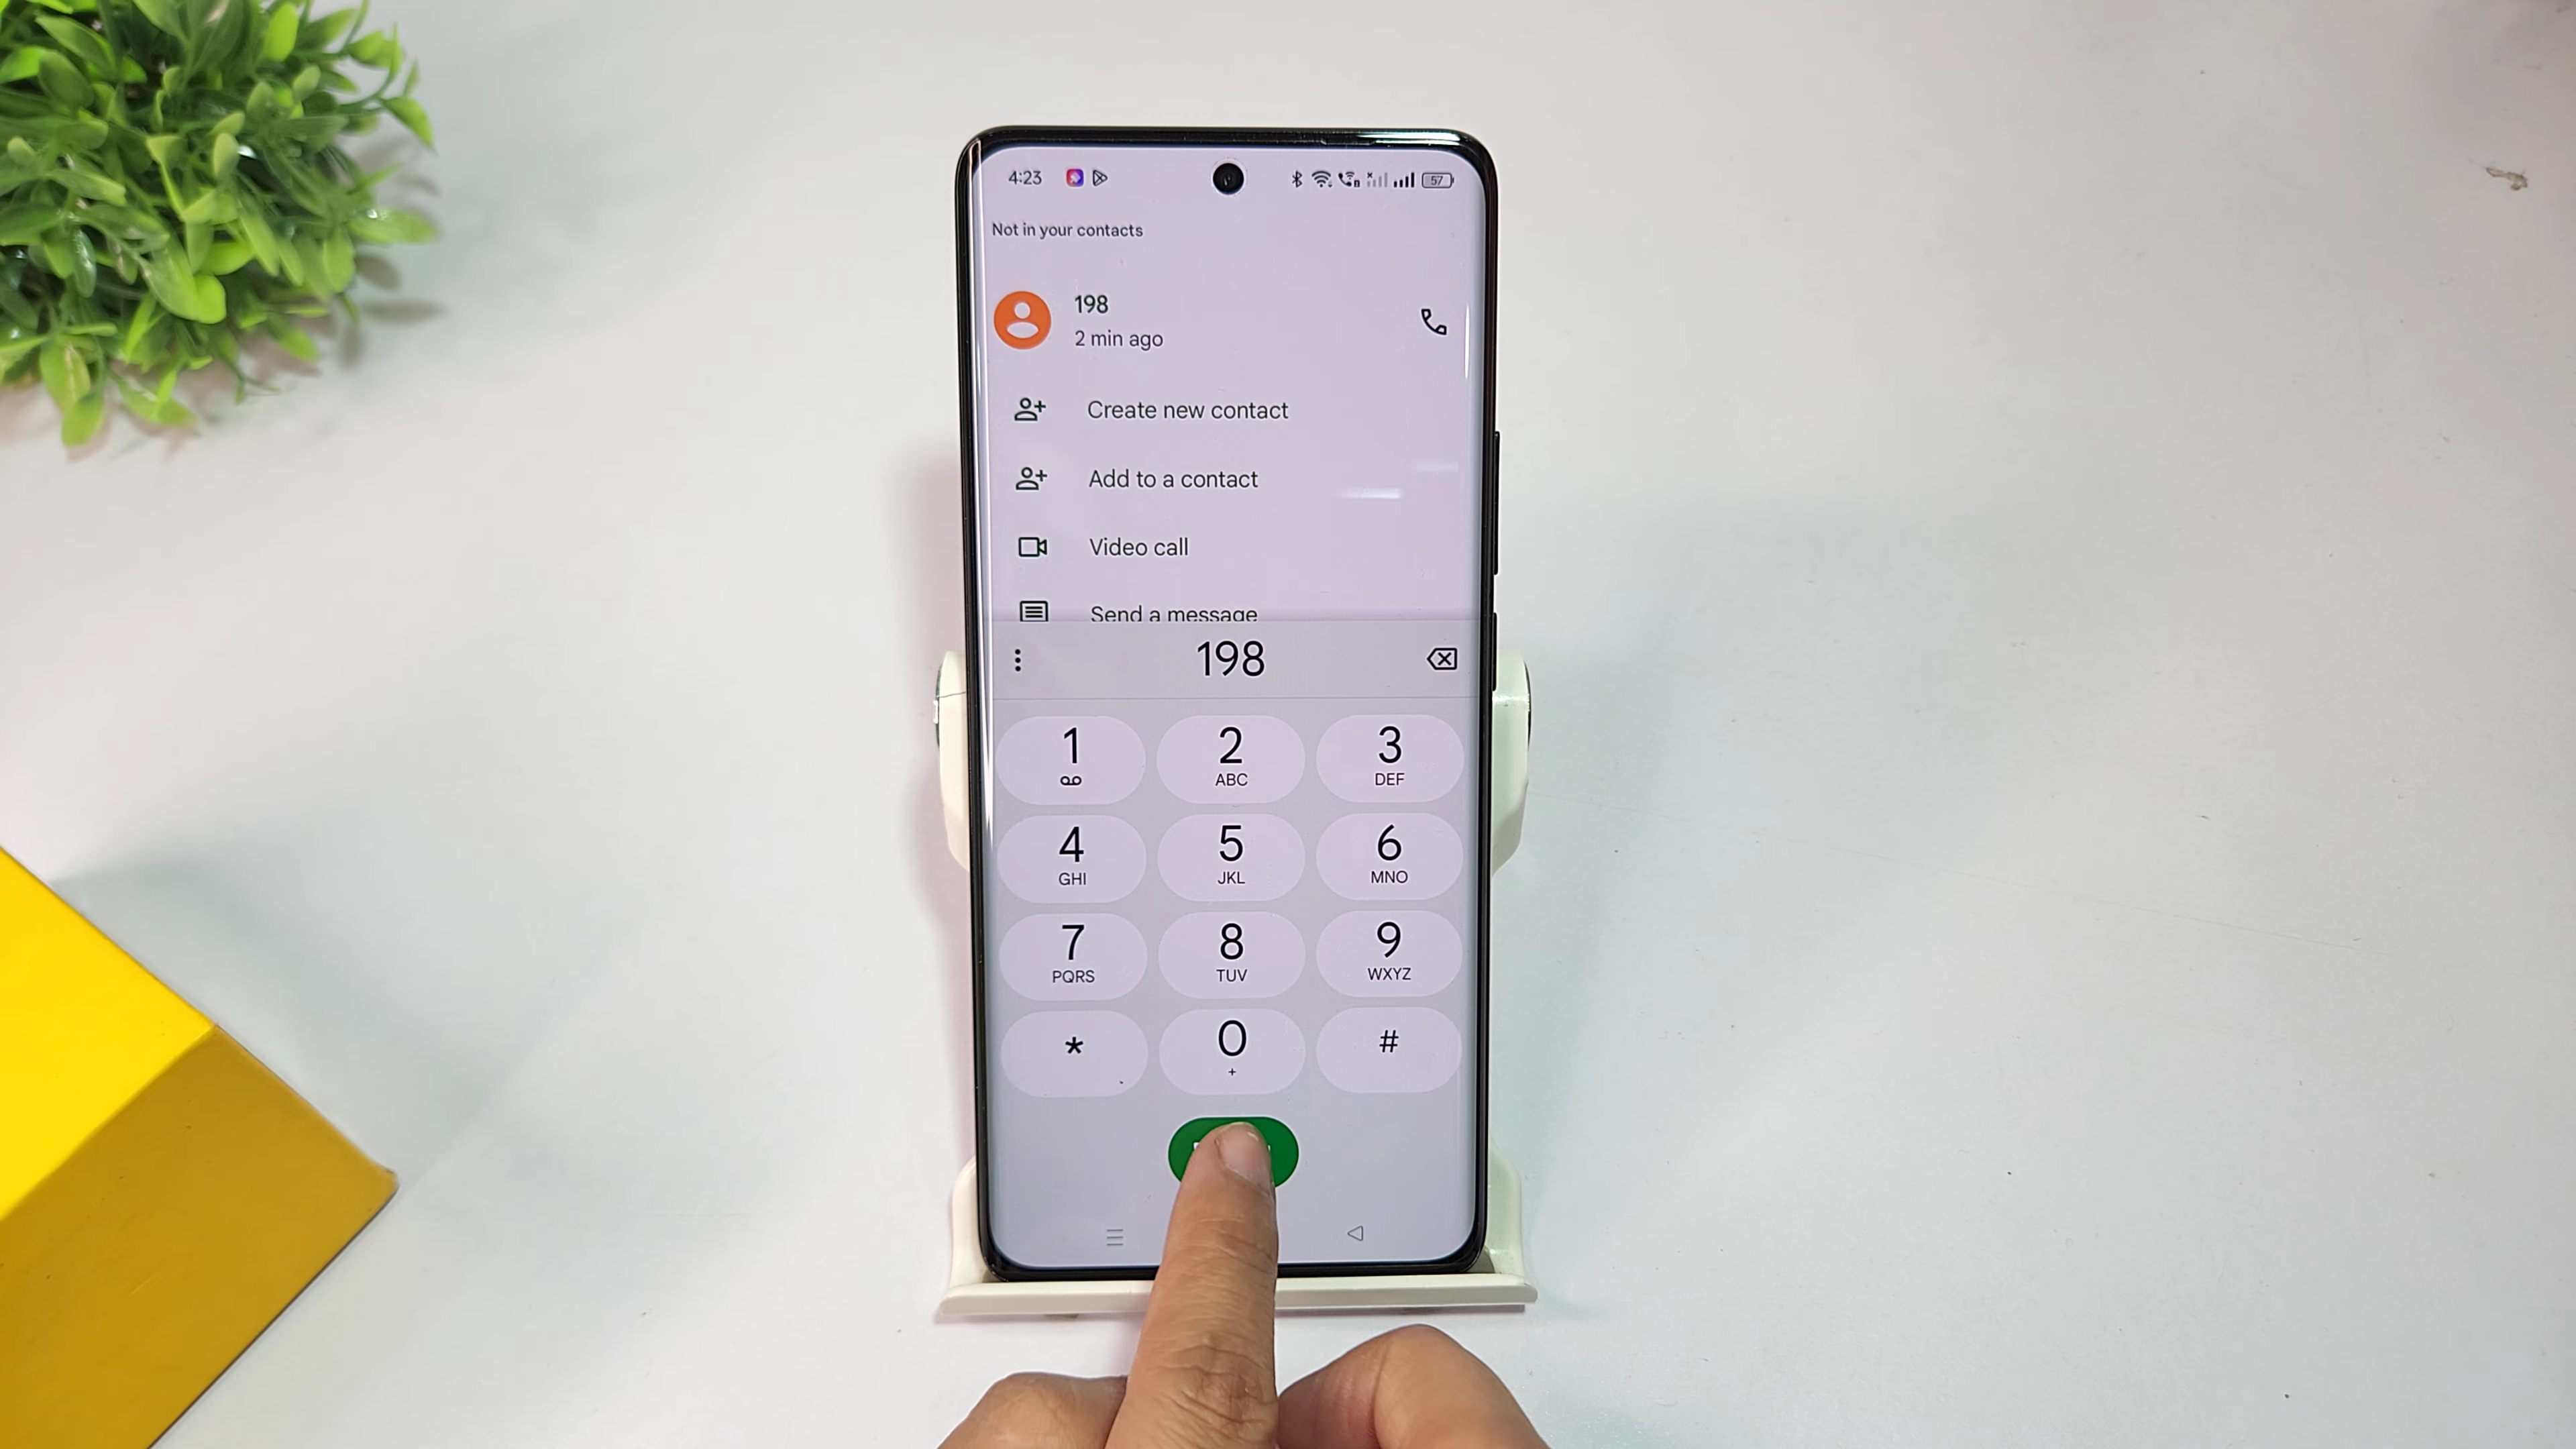 4:23
57
Not in your contacts
198
2 min ago
Create new contact
Add to a contact
Video call
Send a message
198
1
2
ABC
3
DEF
4
GHI
5
JKL
6
MNO
7
PQRS
8
TUV
9
WXYZ
*
0
+
#